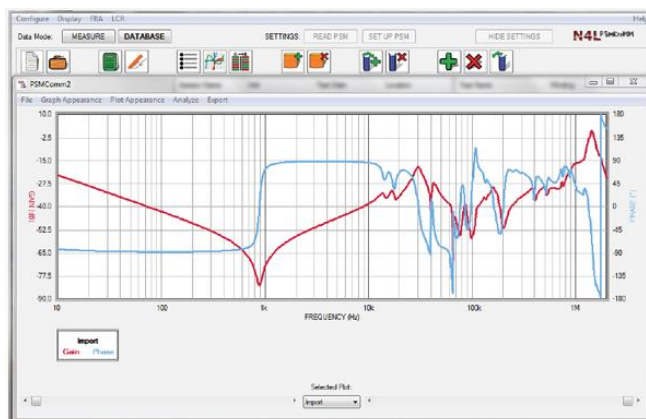 Configure Display FRA LCR Help
Data Mode: MEASURE DATABASE SETTINGS: READ PSM SET UP PSM HIDE SETTINGS N4L PSMCOMM
PSMComm2
File Graph Appearance Plot Appearance Analyze Export
10.0 180
-2.5 135
-15.0 90
-27.5 45
-40.0 0
-52.5 -45
-65.0 -90
-77.5 -135
-90.0 -180
GAIN (dB)
PHASE (°)
10 100 1k 10k 100k 1M
FREQUENCY (Hz)
Import
Gain Phase
Selected Plot:
Import